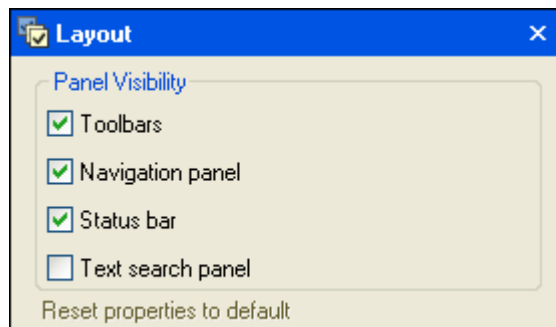 Layout
Panel Visibility
Toolbars
Navigation panel
Status bar
Text search panel
Reset properties to default